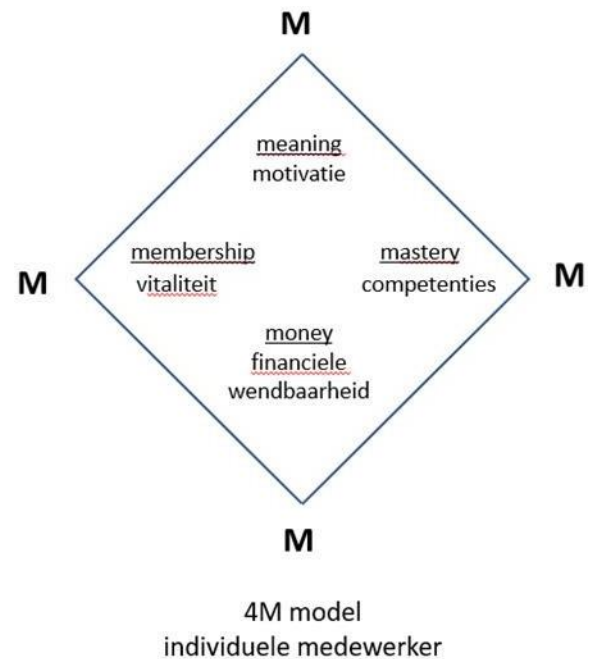 M
meaning
motivatie
membership
vitaliteit
mastery
competenties
M
M
money
financiele
wendbaarheid
M
4M model
individuele medewerker